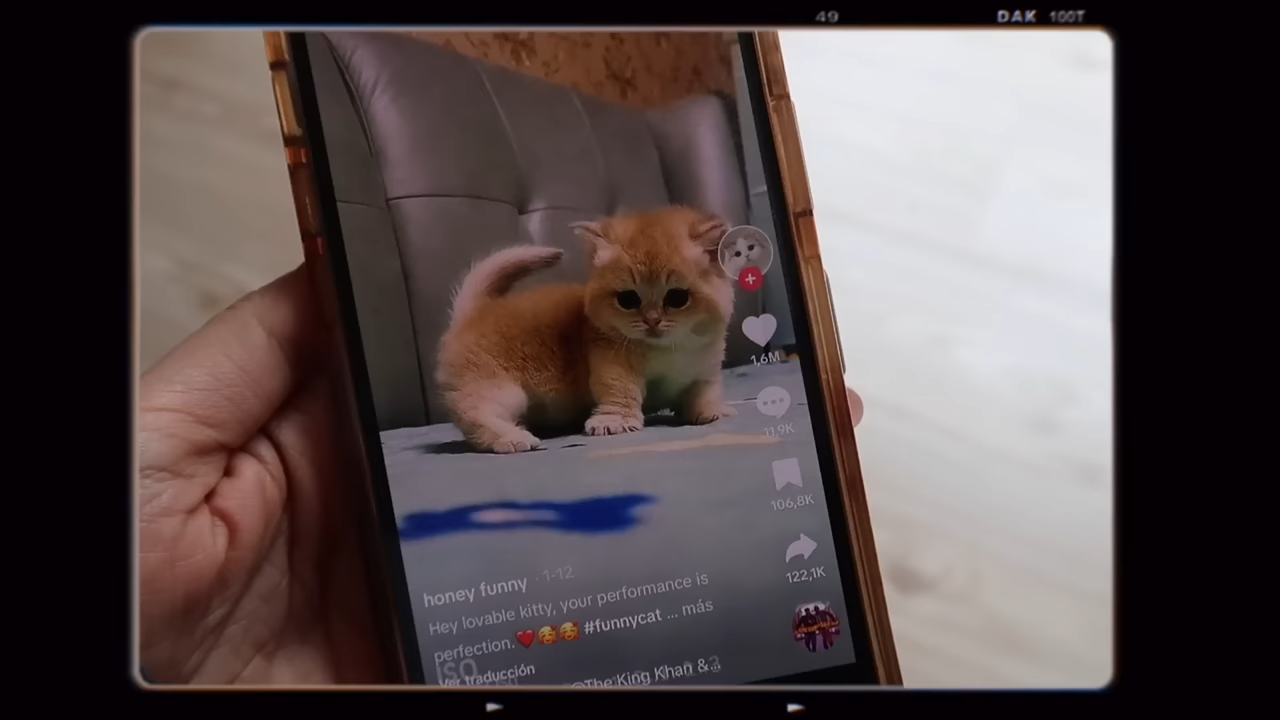 49
DAK 100T
1,6M
11,9K
106,8K
122,1K
honey funny · 1-12
Hey lovable kitty, your performance is
perfection.❤️🥰🥰 #funnycat ... más
Ver traducción
@The King Khan &...